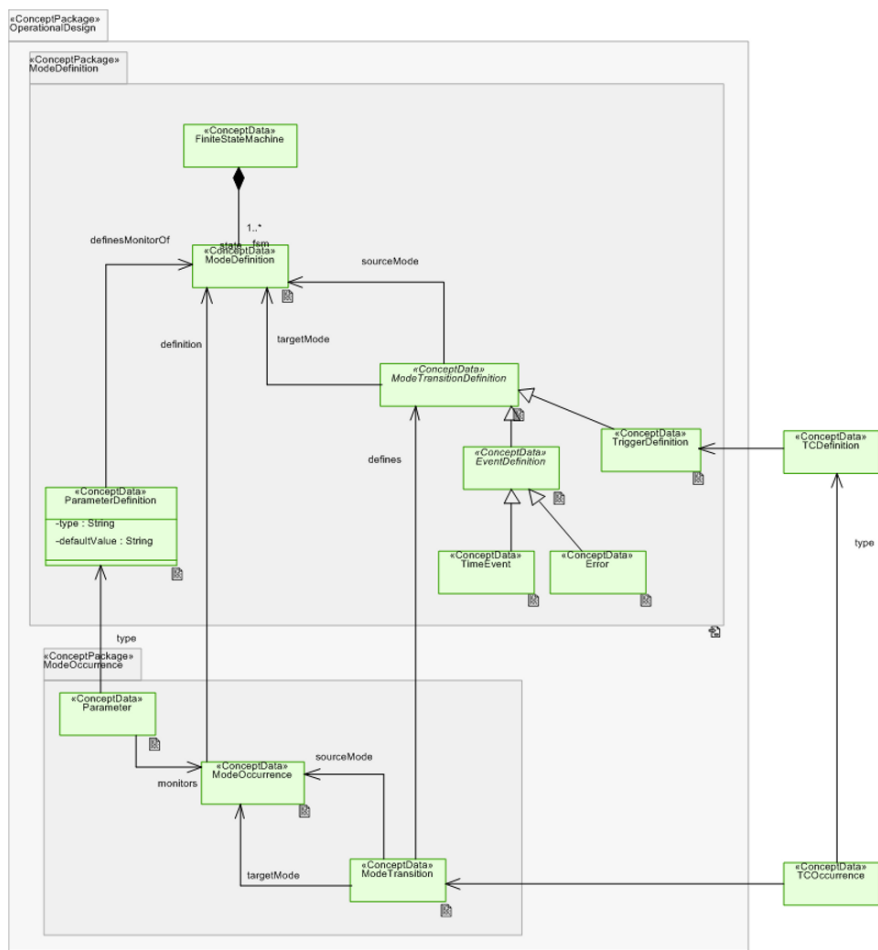 «ConceptPackage»
OperationalDesign
«ConceptPackage»
ModeDefinition
«ConceptData»
FiniteStateMachine
1..*
state
fsm
definesMonitorOf
«ConceptData»
ModeDefinition
sourceMode
definition
targetMode
«ConceptData»
ModeTransitionDefinition
«ConceptData»
TriggerDefinition
«ConceptData»
TCDefinition
defines
«ConceptData»
EventDefinition
«ConceptData»
ParameterDefinition
-type : String
-defaultValue : String
type
«ConceptData»
TimeEvent
«ConceptData»
Error
type
«ConceptPackage»
ModeOccurrence
«ConceptData»
Parameter
sourceMode
«ConceptData»
ModeOccurrence
monitors
targetMode
«ConceptData»
ModeTransition
«ConceptData»
TCOccurrence